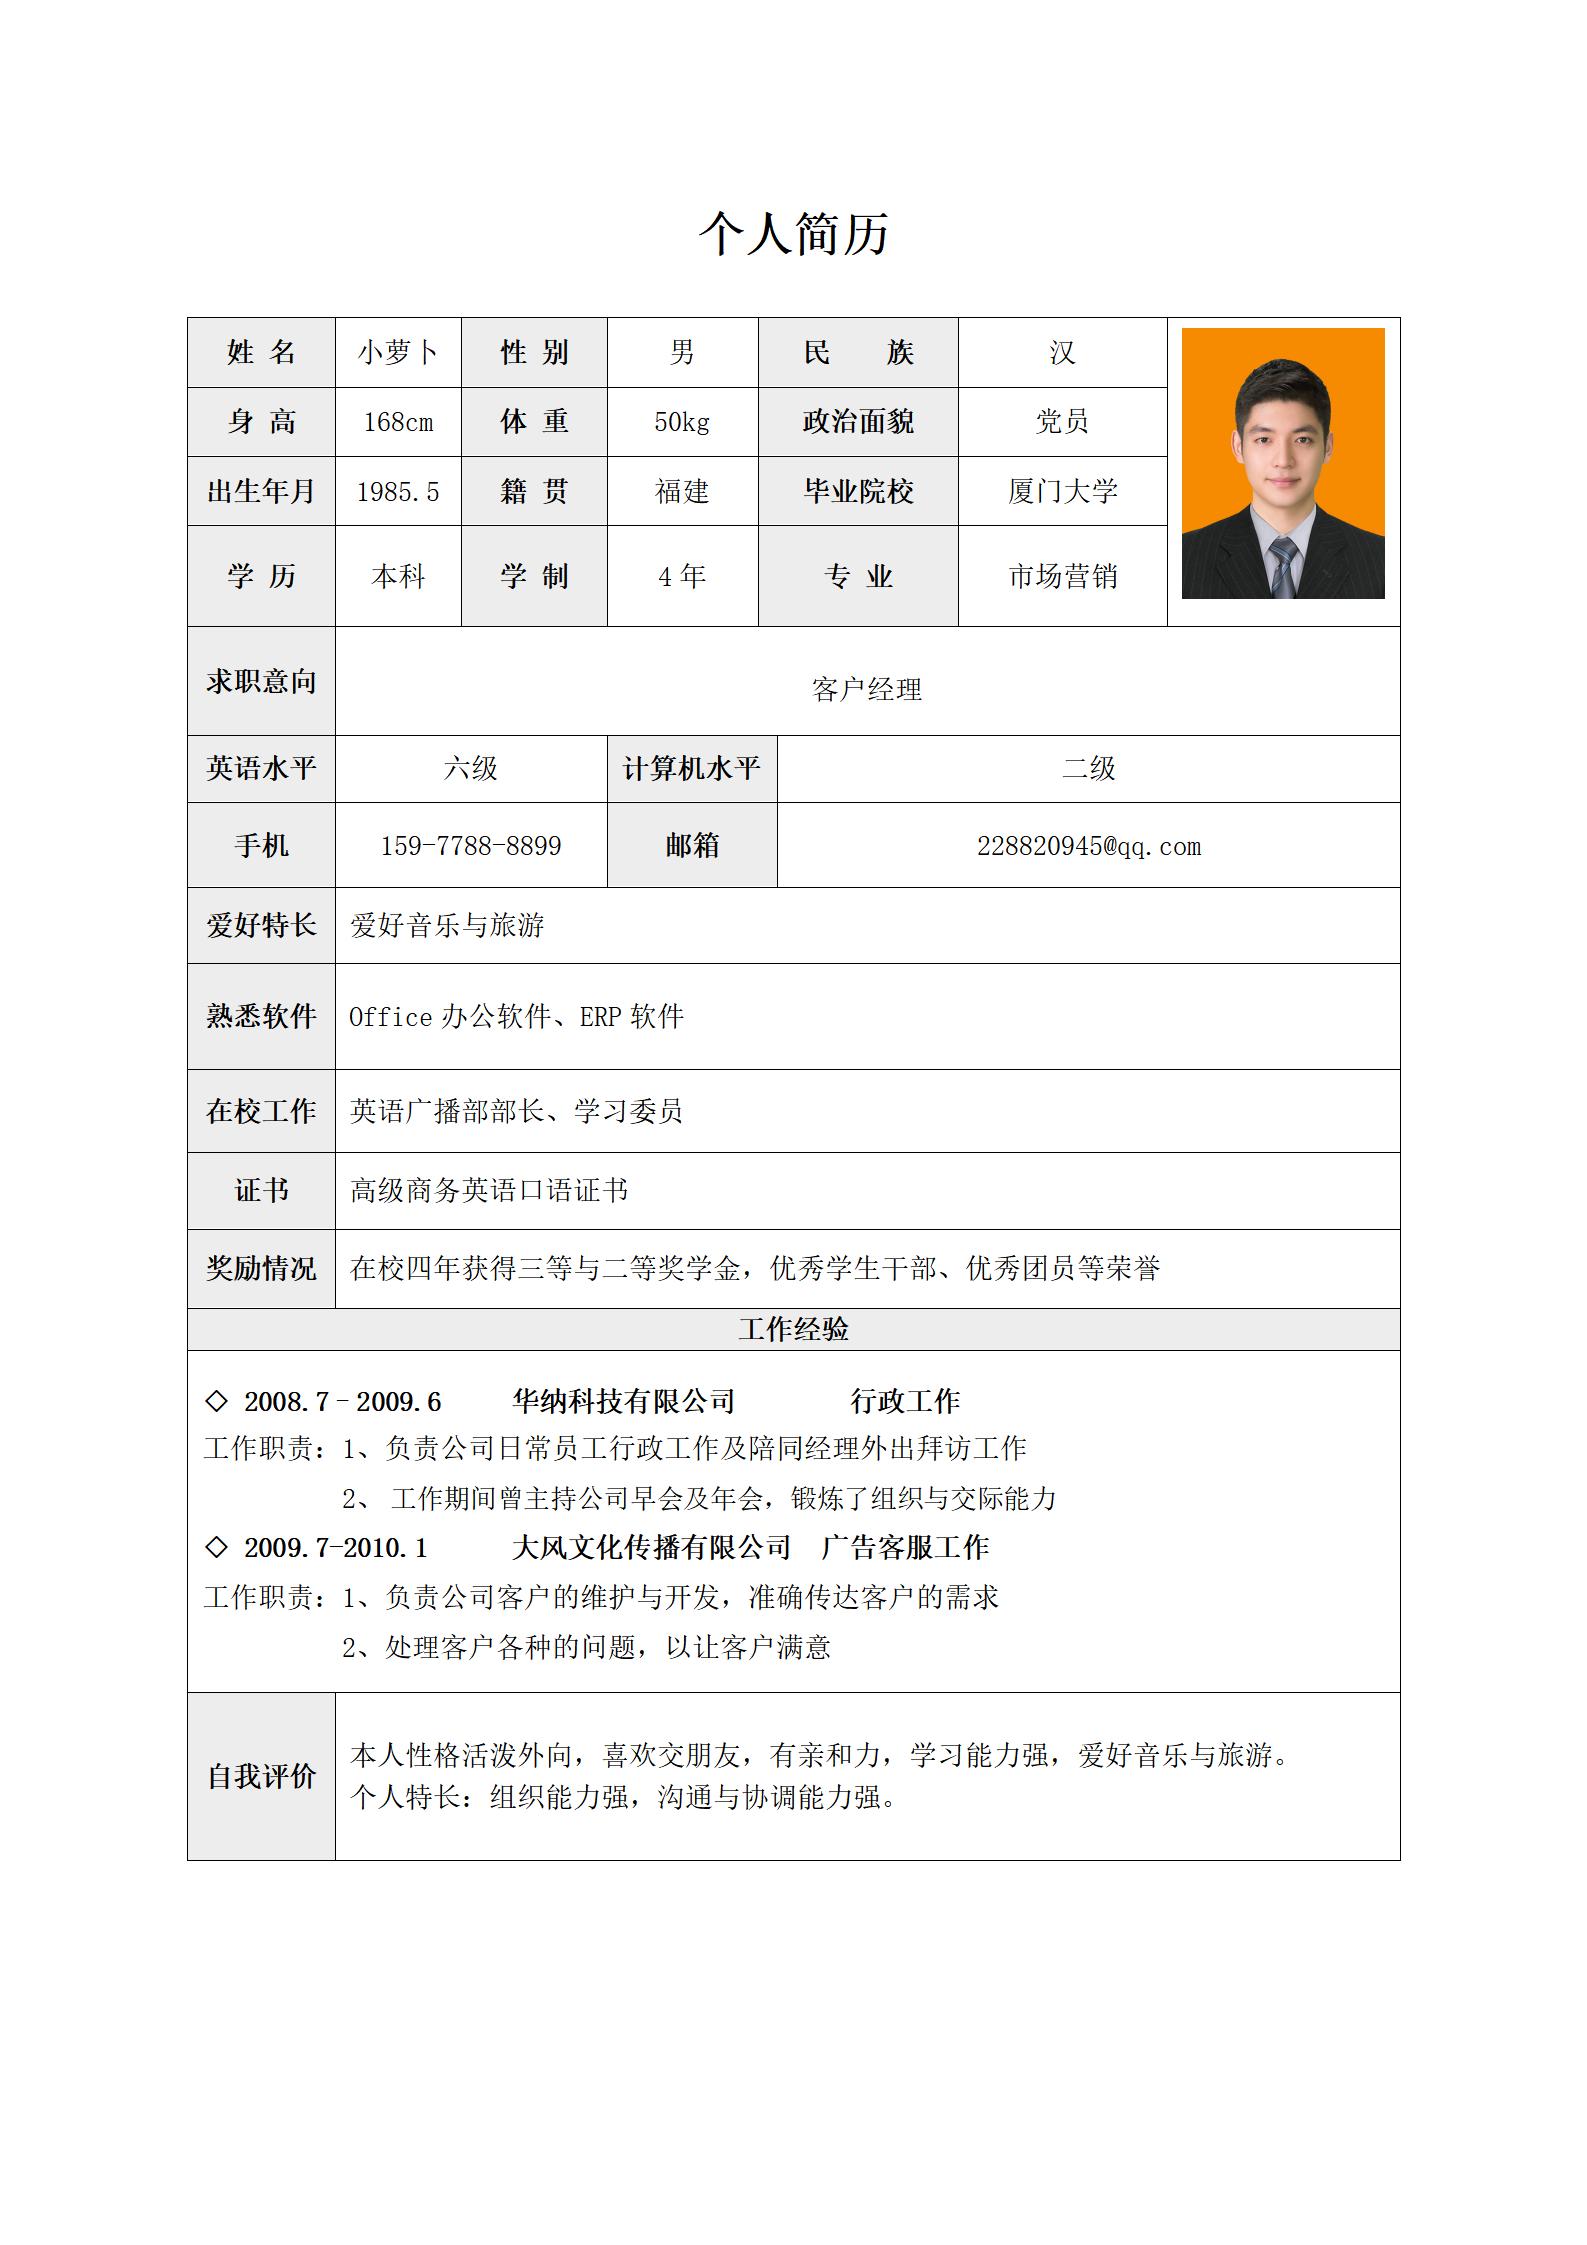 个人简历
姓 名 小萝卜 性 别 男 民 族 汉
身 高 168cm 体 重 50kg 政治面貌 党员
出生年月 1985.5 籍 贯 福建 毕业院校 厦门大学
学 历 本科 学 制 4 年 专 业 市场营销
求职意向 客户经理
英语水平 六级 计算机水平 二级
手机 159-7788-8899 邮箱 228820945@qq.com
爱好特长 爱好音乐与旅游
熟悉软件 Office 办公软件、ERP 软件
在校工作 英语广播部部长、学习委员
证书 高级商务英语口语证书
奖励情况 在校四年获得三等与二等奖学金，优秀学生干部、优秀团员等荣誉
工作经验
◇ 2008.7–2009.6 华纳科技有限公司 行政工作
工作职责：1、负责公司日常员工行政工作及陪同经理外出拜访工作
2、 工作期间曾主持公司早会及年会，锻炼了组织与交际能力
◇ 2009.7-2010.1 大风文化传播有限公司 广告客服工作
工作职责：1、负责公司客户的维护与开发，准确传达客户的需求
2、处理客户各种的问题，以让客户满意
自我评价 本人性格活泼外向，喜欢交朋友，有亲和力，学习能力强，爱好音乐与旅游。
个人特长：组织能力强，沟通与协调能力强。